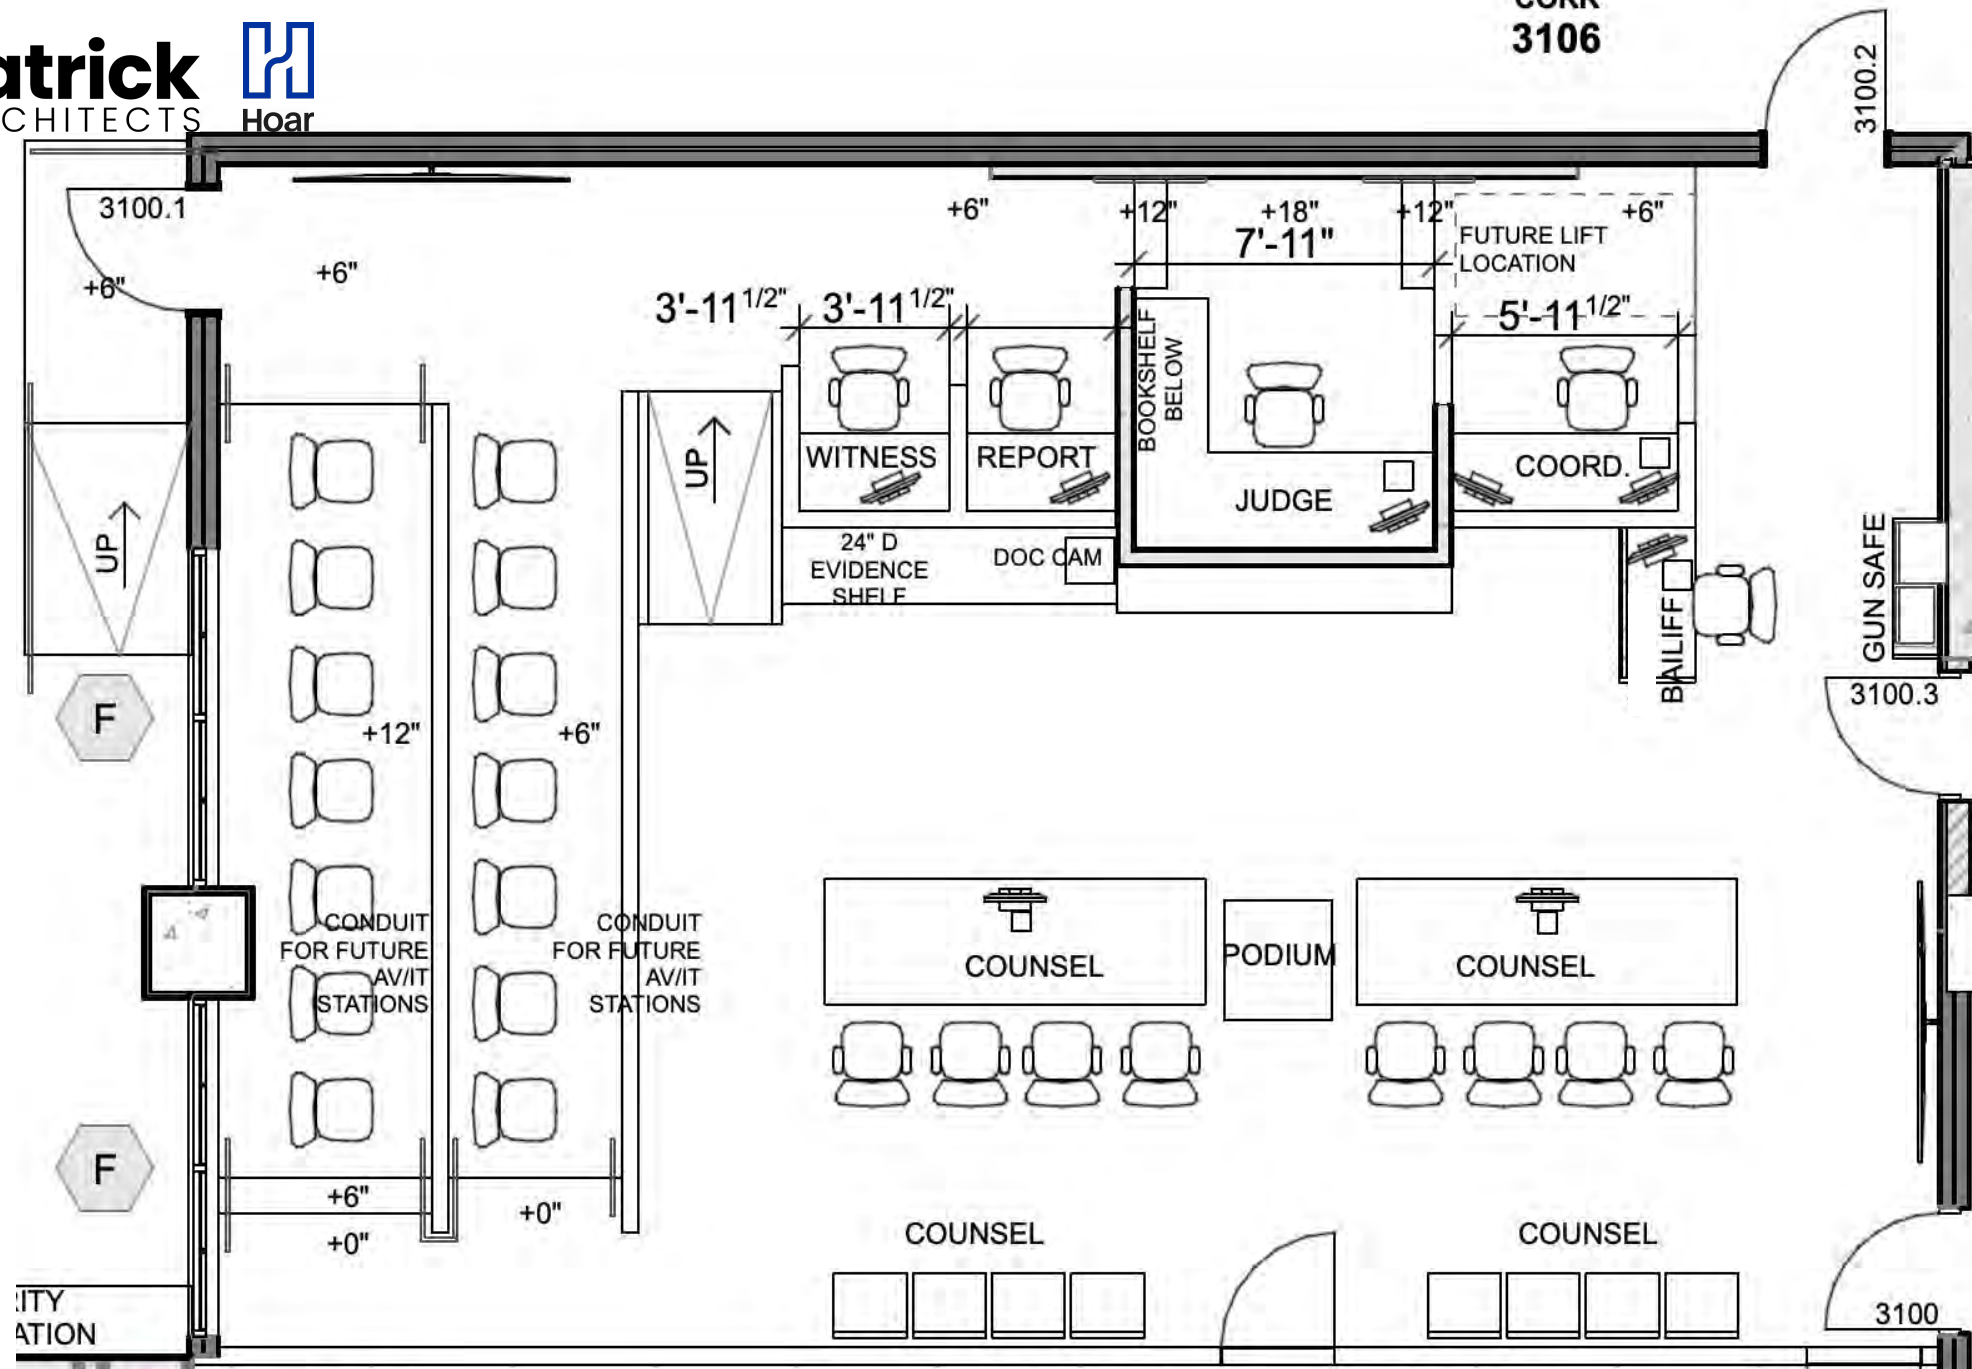 CORR
3106
atrick
CHITECTS
Hoar
3100.2
3100.1
+6"
+6"
+6"
+12"
+18"
+12"
+6"
7'-11"
FUTURE LIFT
LOCATION
3'-11 1/2"
3'-11 1/2"
5'-11 1/2"
BOOKSHELF
BELOW
UP
UP
WITNESS
REPORT
JUDGE
COORD.
24" D
EVIDENCE
SHELF
DOC CAM
BAILIFF
GUN SAFE
3100.3
F
+12"
+6"
CONDUIT
FOR FUTURE
AV/IT
STATIONS
CONDUIT
FOR FUTURE
AV/IT
STATIONS
COUNSEL
PODIUM
COUNSEL
F
+6"
+0"
+0"
COUNSEL
COUNSEL
3100
ITY
ATION